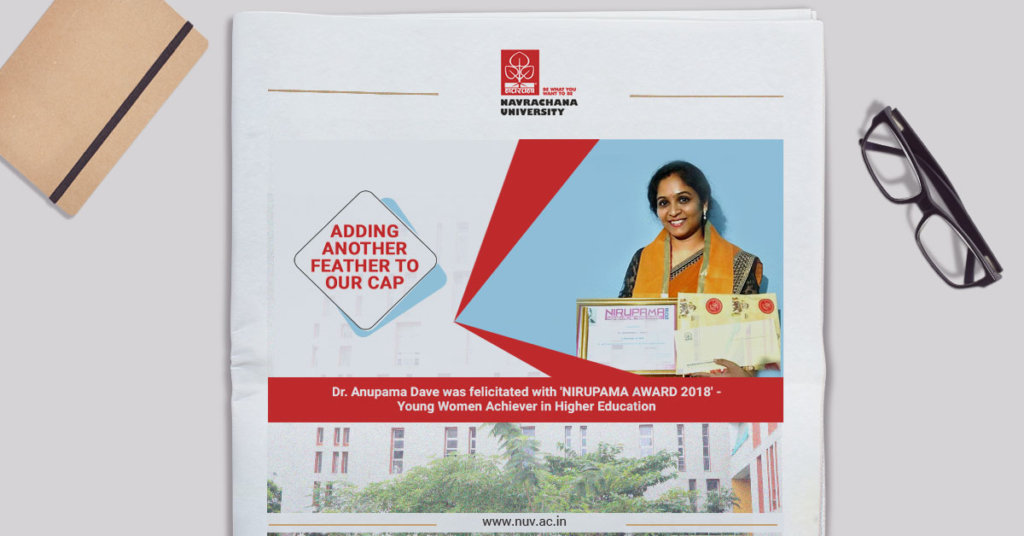 नवरचना
BE WHAT YOU
WANT TO BE
NAVRACHANA
UNIVERSITY
ADDING
ANOTHER
FEATHER TO
OUR CAP
NIRUPAMA
Dr. Anupama Dave was felicitated with 'NIRUPAMA AWARD 2018' -
Young Women Achiever in Higher Education
www.nuv.ac.in